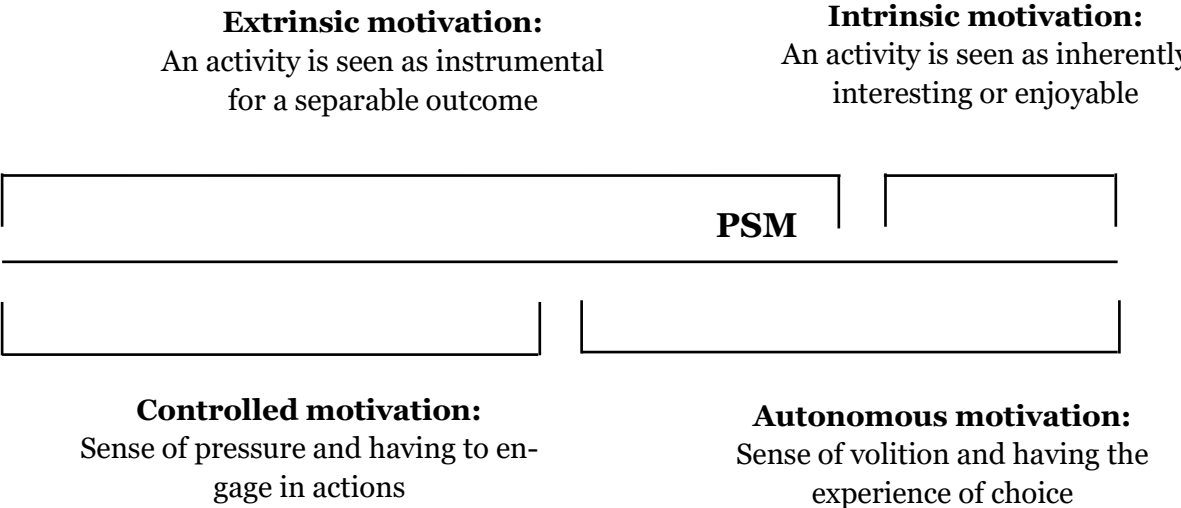 Extrinsic motivation:
An activity is seen as instrumental
for a separable outcome
Intrinsic motivation:
An activity is seen as inherently
interesting or enjoyable
PSM
Controlled motivation:
Sense of pressure and having to en-
gage in actions
Autonomous motivation:
Sense of volition and having the
experience of choice